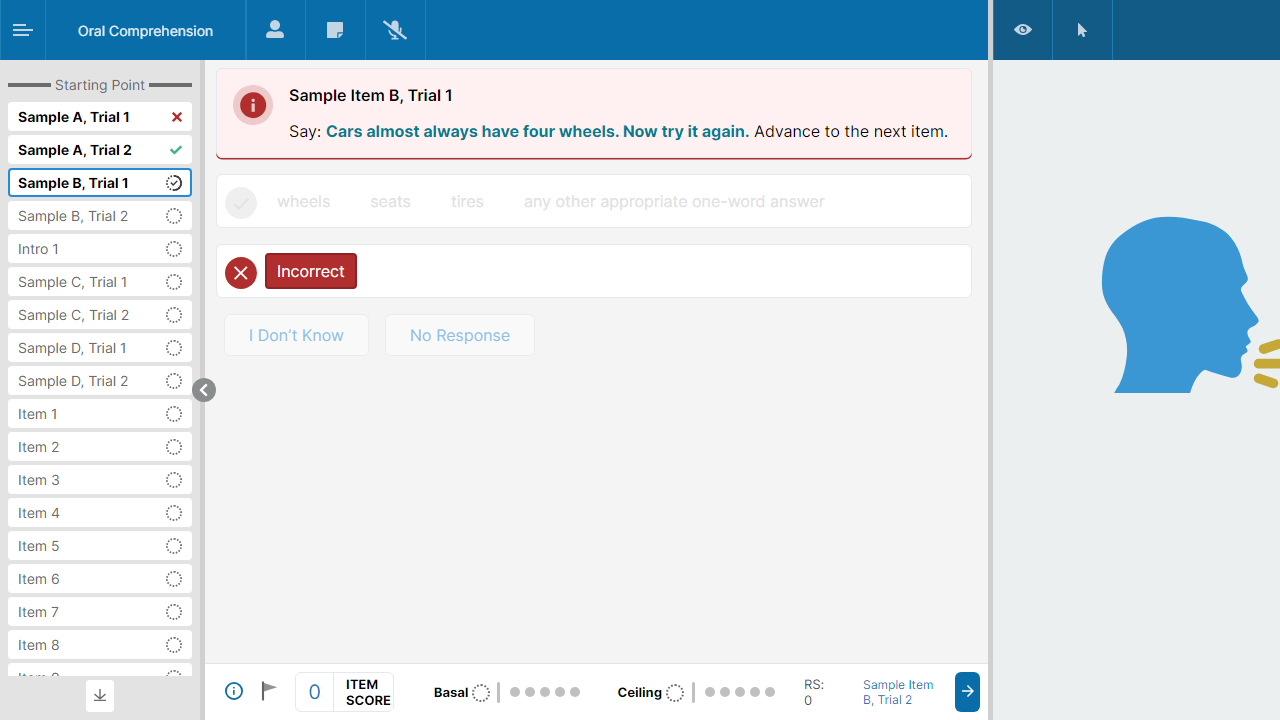 Oral Comprehension
Starting Point
Sample A, Trial 1
Sample A, Trial 2
Sample B, Trial 1
Sample B, Trial 2
Intro 1
Sample C, Trial 1
Sample C, Trial 2
Sample D, Trial 1
Sample D, Trial 2
Item 1
Item 2
Item 3
Item 4
Item 5
Item 6
Item 7
Item 8
Sample Item B, Trial 1
Say: Cars almost always have four wheels. Now try it again. Advance to the next item.
wheels seats tires any other appropriate one-word answer
Incorrect
I Don't Know No Response
0 ITEM SCORE
Basal
Ceiling
RS:
0
Sample Item
B, Trial 2